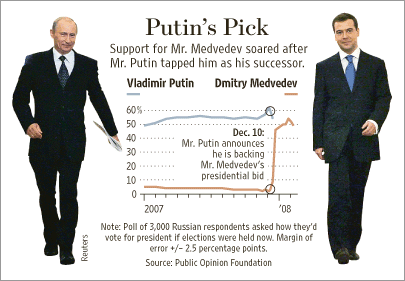 Putin's Pick
Support for Mr. Medvedev soared after
Mr. Putin tapped him as his successor.
Vladimir Putin Dmitry Medvedev
60%
50
40
30
20
10
0
Dec. 10:
Mr. Putin announces
he is backing
Mr. Medvedev's
presidential bid
2007 '08
Note: Poll of 3,000 Russian respondents asked how they'd
vote for president if elections were held now. Margin of
error +/– 2.5 percentage points.
Source: Public Opinion Foundation
Reuters